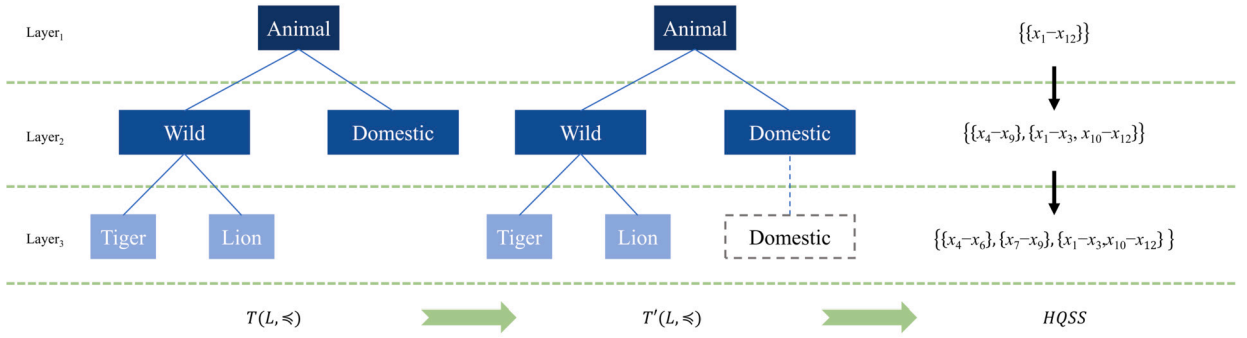 Layer₁ Animal Animal {{x₁−x₁₂}}
Layer₂ Wild Domestic Wild Domestic {{x₄−x₉},{x₁−x₃, x₁₀−x₁₂}}
Layer₃ Tiger Lion Tiger Lion Domestic {{x₄−x₆},{x₇−x₉},{x₁−x₃,x₁₀−x₁₂} }
T(L,≼) T′(L,≼) HQSS